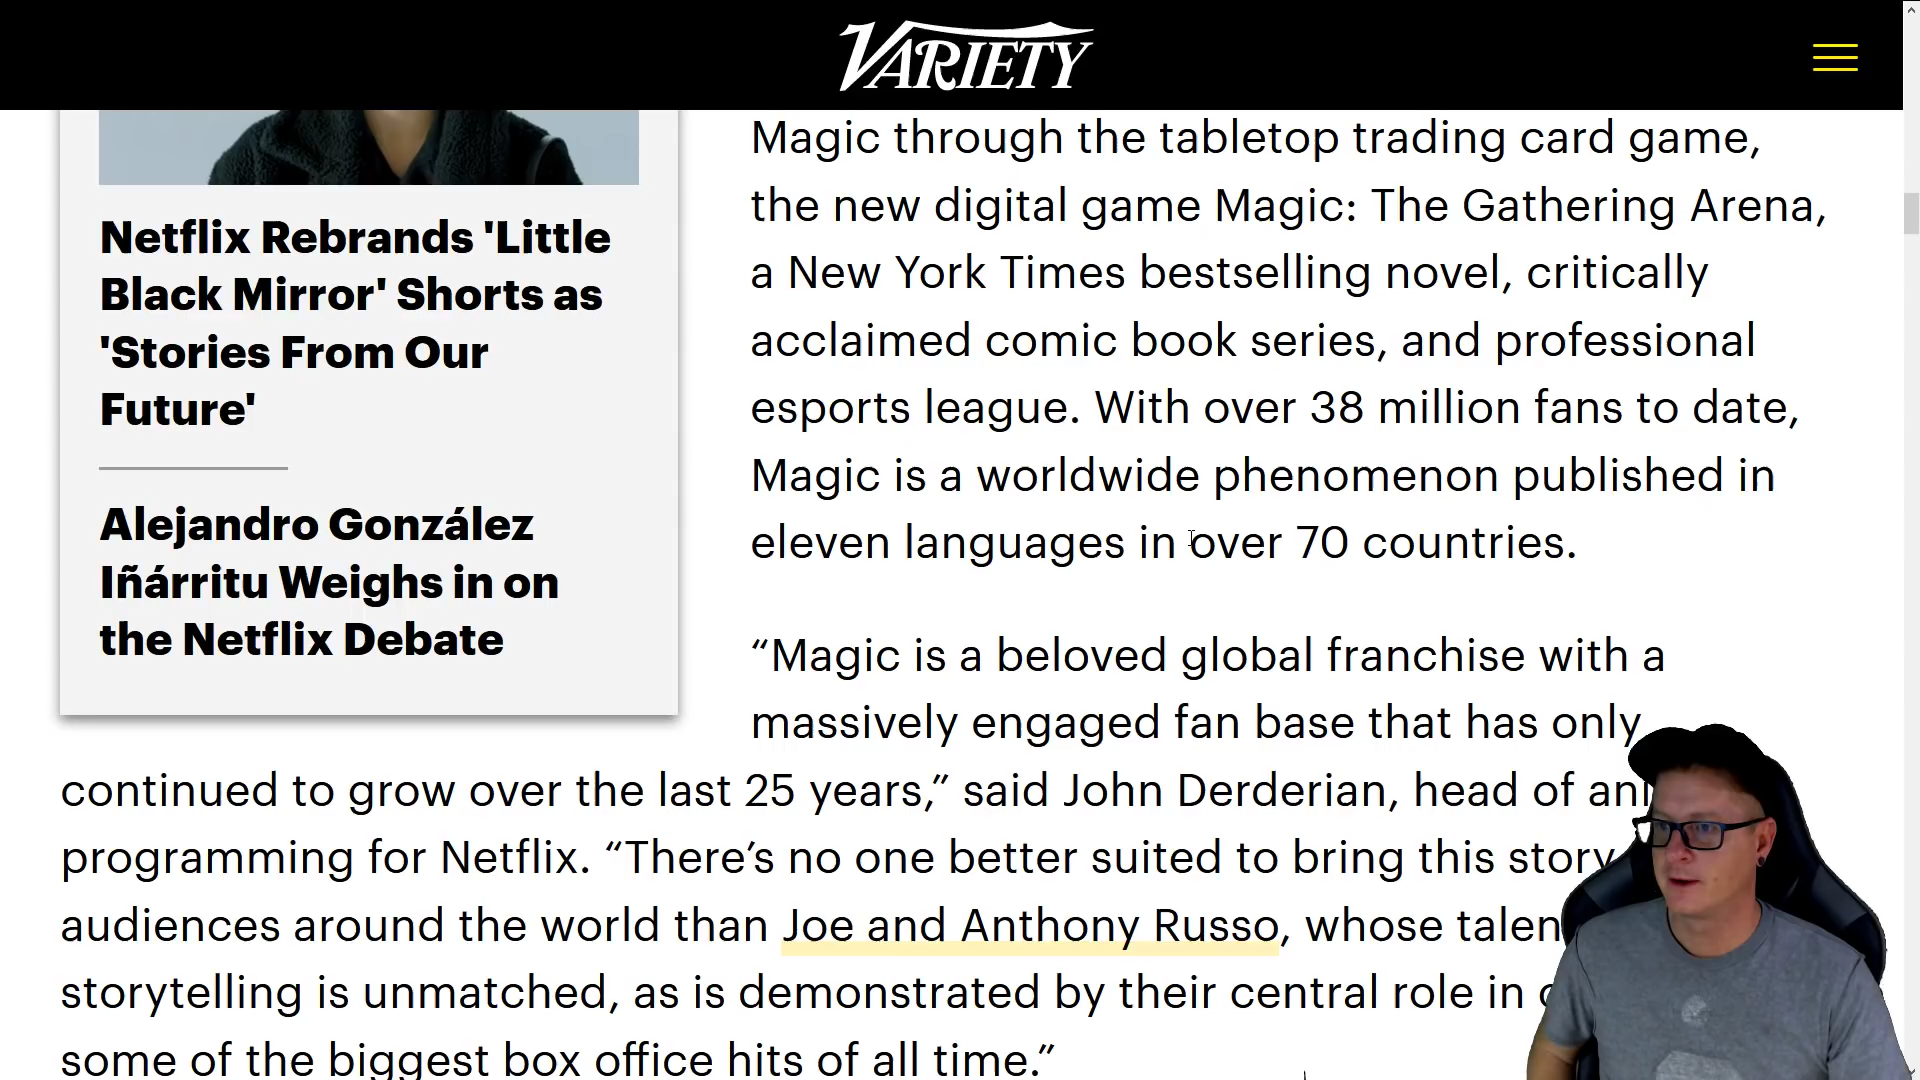 VARIETY
Netflix Rebrands 'Little
Black Mirror' Shorts as
'Stories From Our
Future'
Alejandro González
Iñárritu Weighs in on
the Netflix Debate
Magic through the tabletop trading card game,
the new digital game Magic: The Gathering Arena,
a New York Times bestselling novel, critically
acclaimed comic book series, and professional
esports league. With over 38 million fans to date,
Magic is a worldwide phenomenon published in
eleven languages in over 70 countries.
“Magic is a beloved global franchise with a
massively engaged fan base that has only
continued to grow over the last 25 years,” said John Derderian, head of
programming for Netflix. “There’s no one better suited to bring this story
audiences around the world than Joe and Anthony Russo, whose
storytelling is unmatched, as is demonstrated by their central role in
some of the biggest box office hits of all time.”